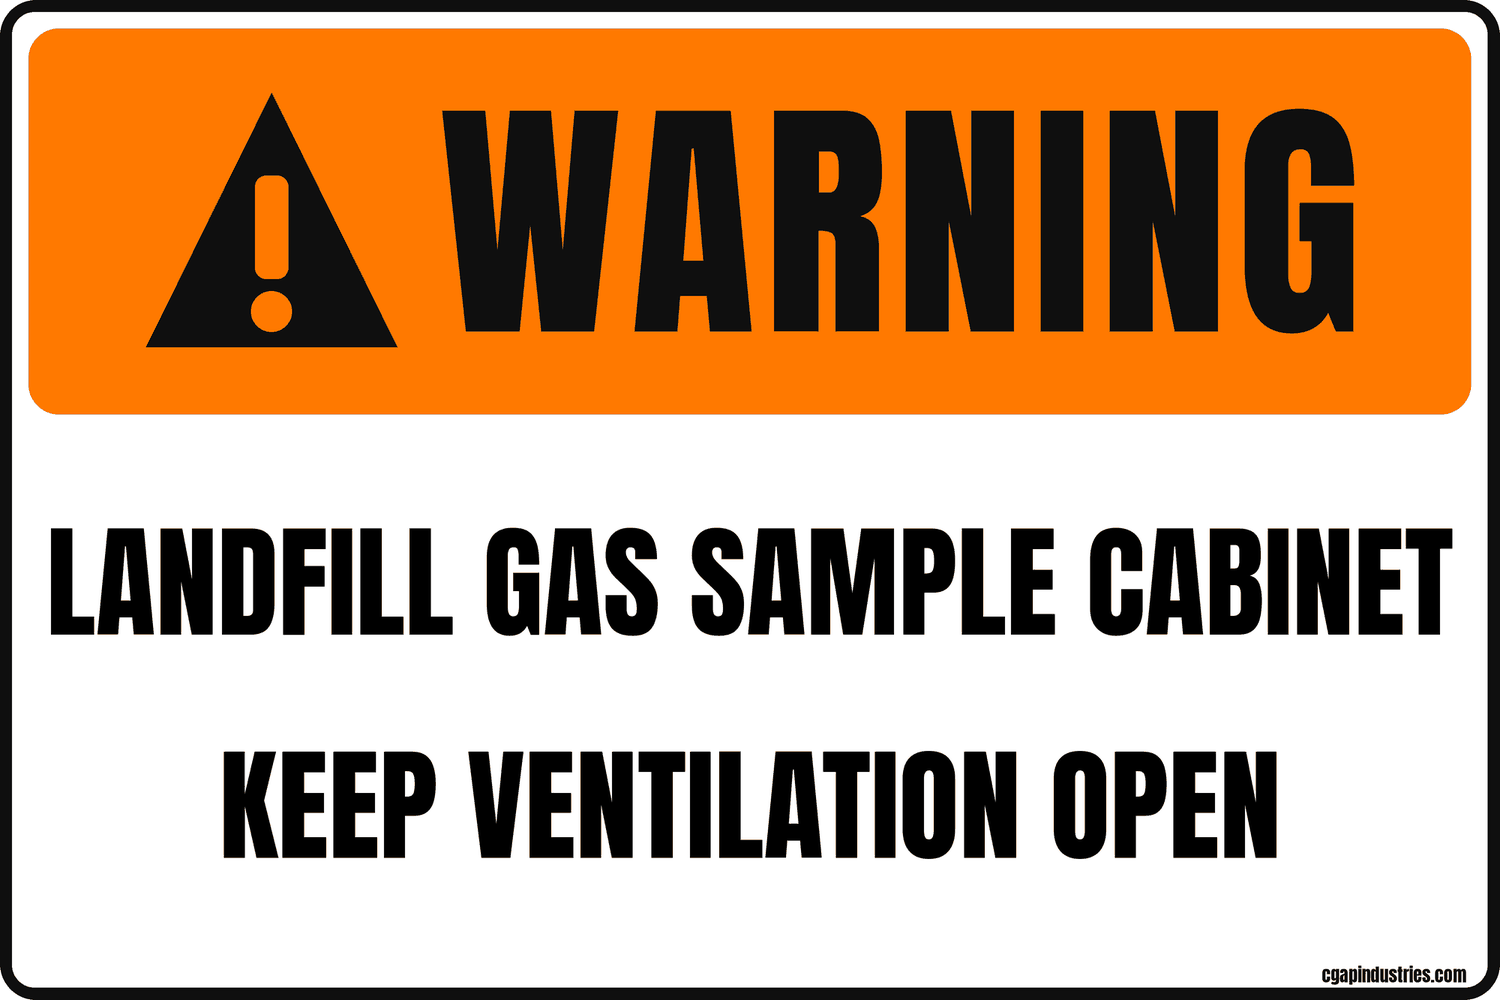 WARNING
LANDFILL GAS SAMPLE CABINET
KEEP VENTILATION OPEN
cgapindustries.com